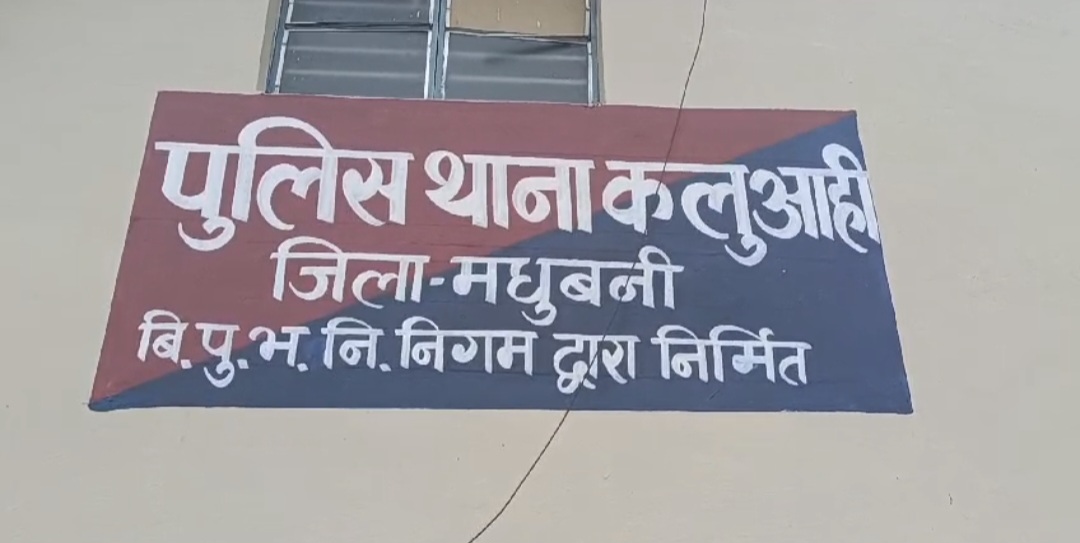 पुलिस थाना कलुआही
जिला-मधुबनी
बि.पु.भ.नि.निगम द्वारा निर्मित